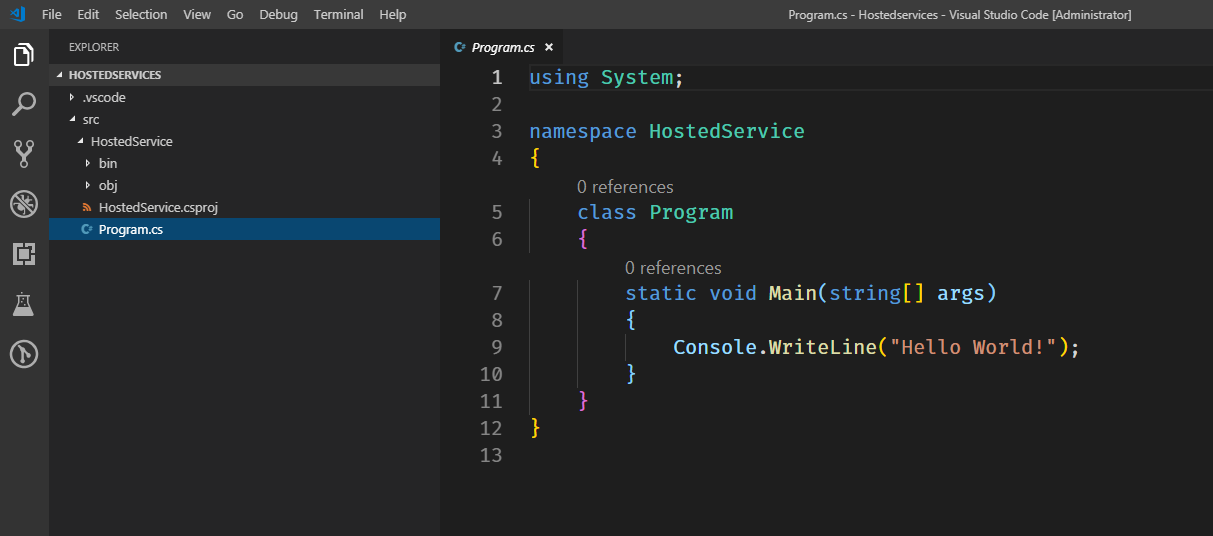 File Edit Selection View Go Debug Terminal Help Program.cs - Hostedservices - Visual Studio Code [Administrator]
EXPLORER
HOSTEDSERVICES
.vscode
src
HostedService
bin
obj
HostedService.csproj
C# Program.cs
C# Program.cs ×
1 using System;
2
3 namespace HostedService
4 {
0 references
5 class Program
6 {
0 references
7 static void Main(string[] args)
8 {
9 Console.WriteLine("Hello World!");
10 }
11 }
12 }
13